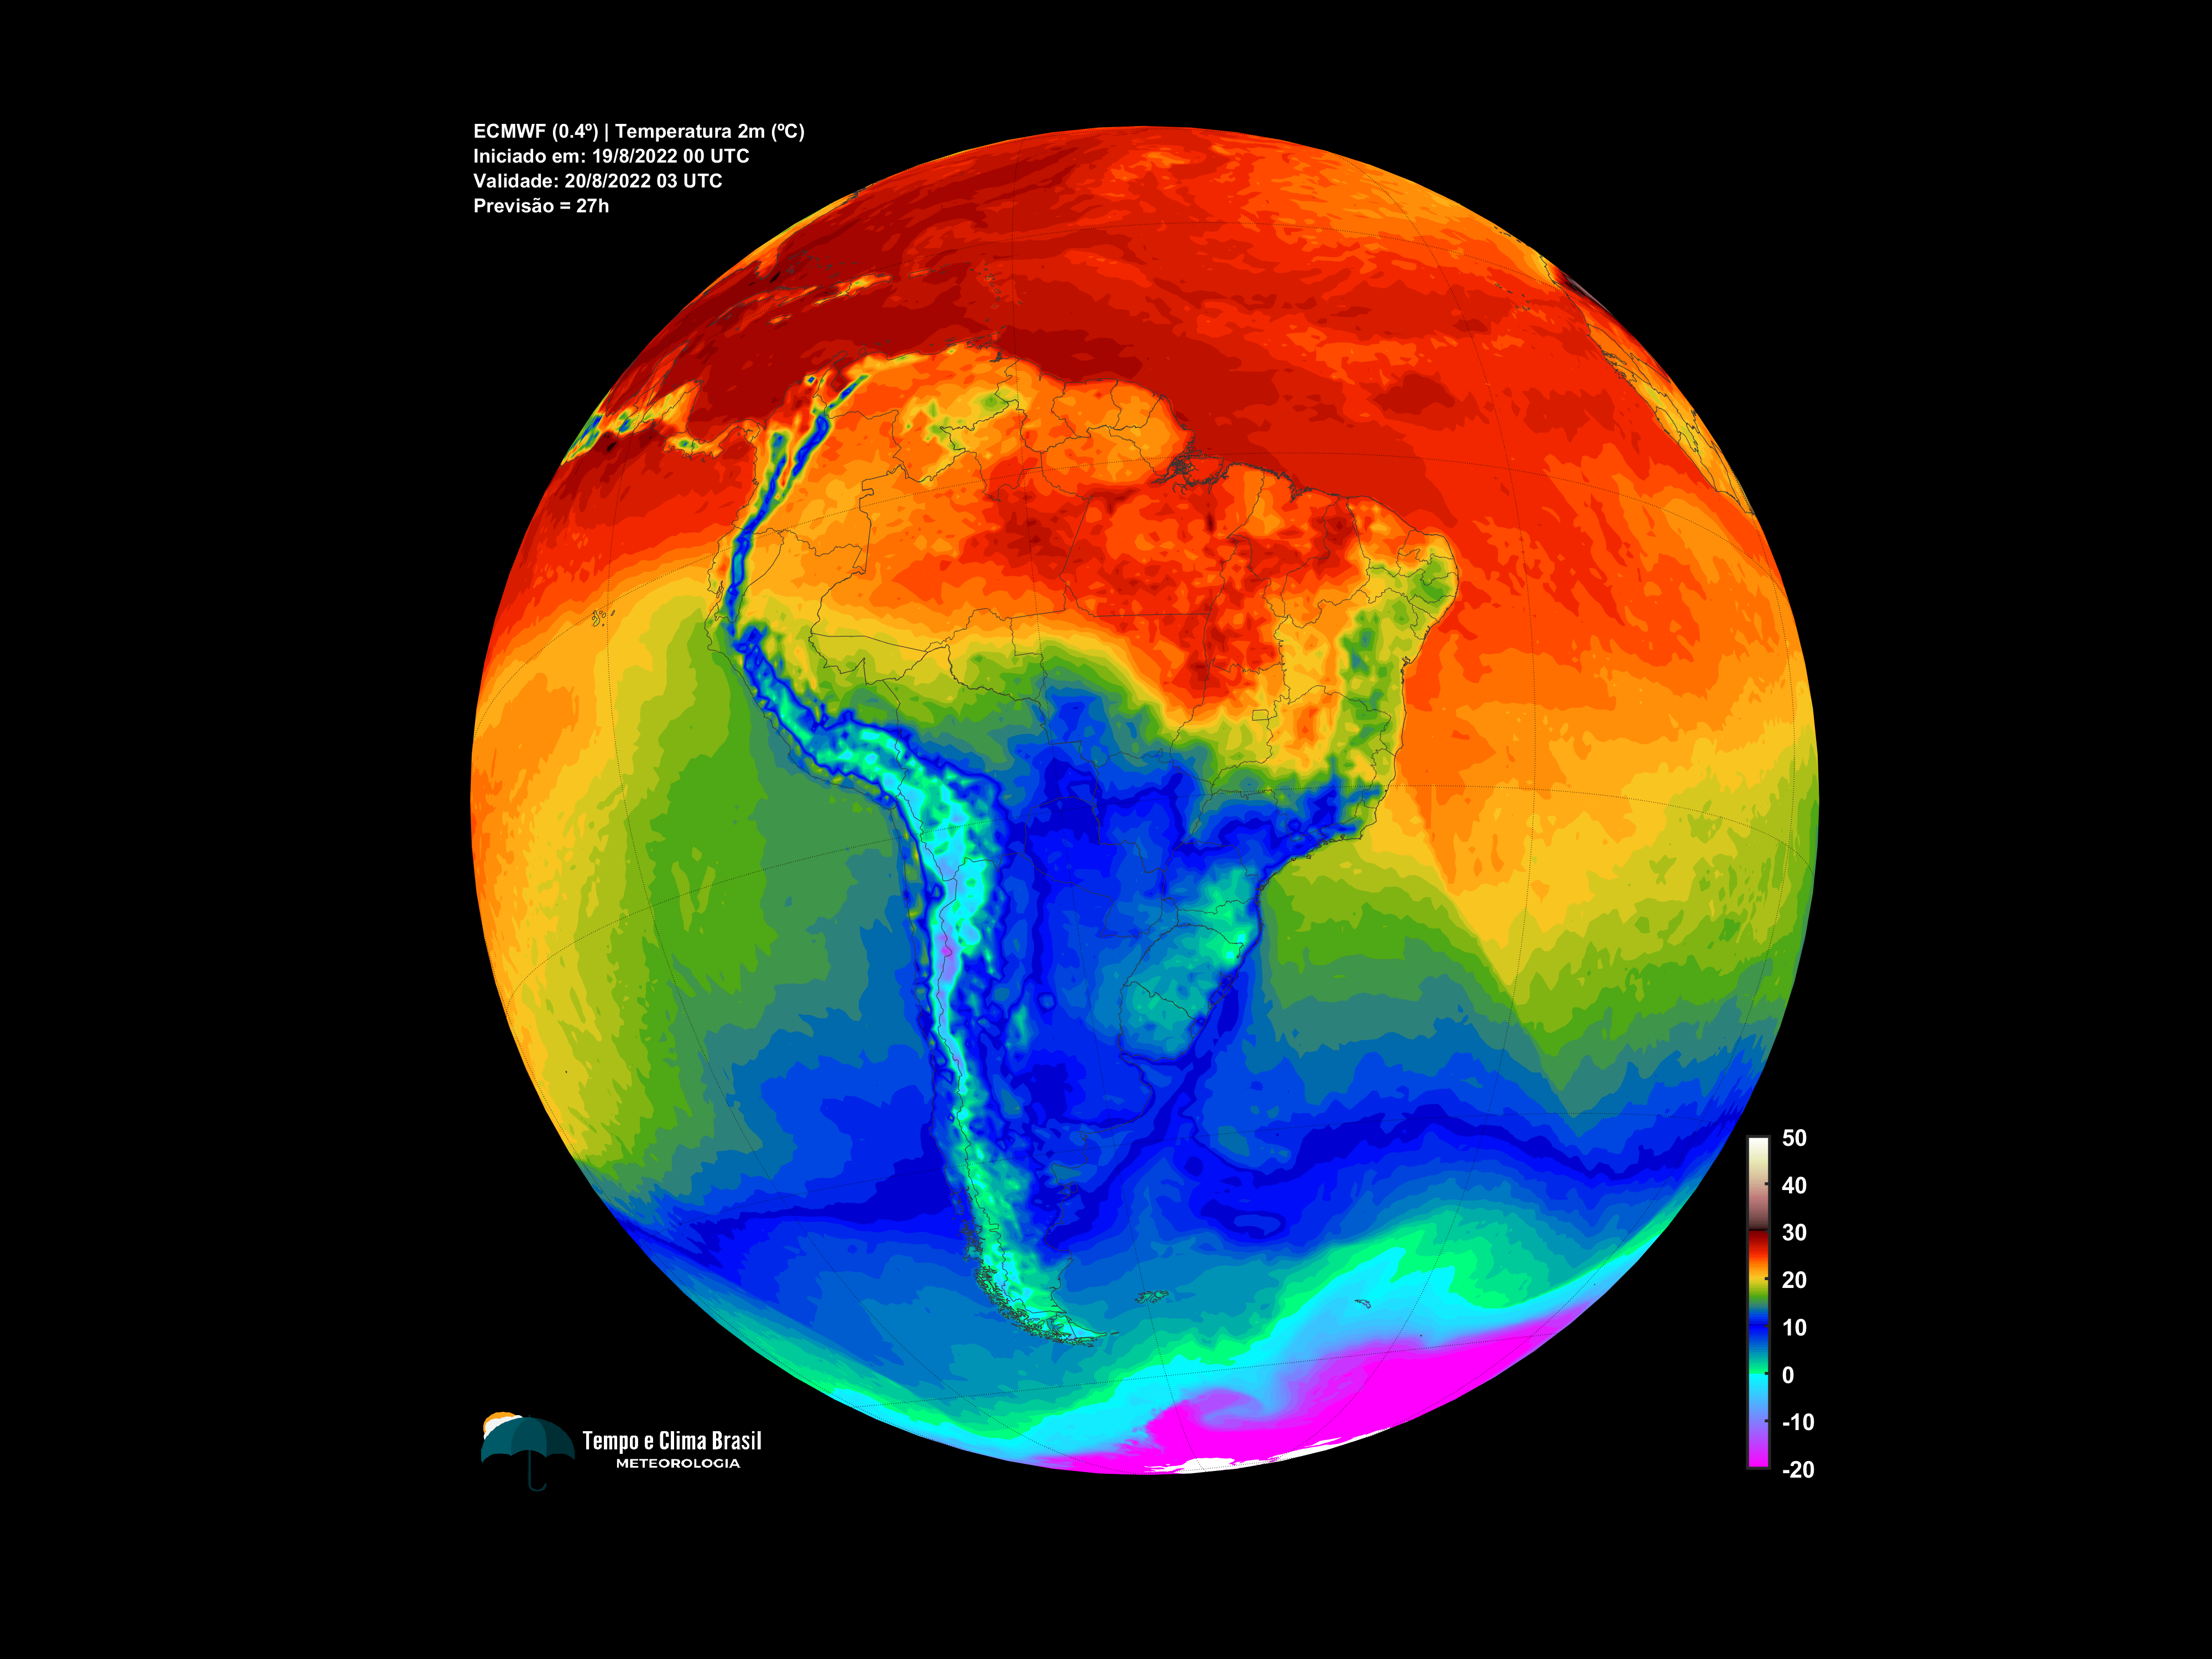 ECMWF (0.4º) | Temperatura 2m (ºC)
Iniciado em: 19/8/2022 00 UTC
Validade: 20/8/2022 03 UTC
Previsão = 27h
50
40
30
20
10
0
-10
-20
Tempo e Clima Brasil
METEOROLOGIA